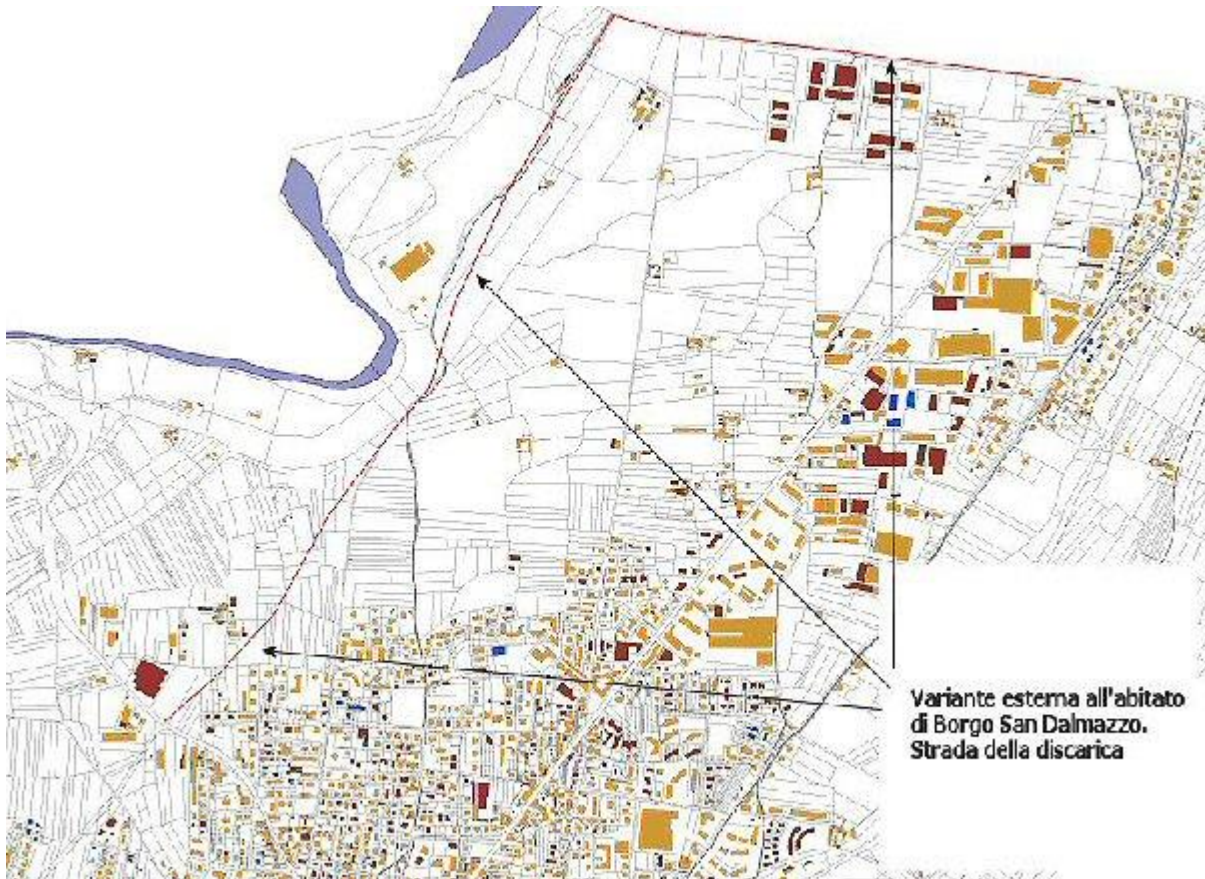 Variante esterna all'abitato
di Borgo San Dalmazzo.
Strada della discarica